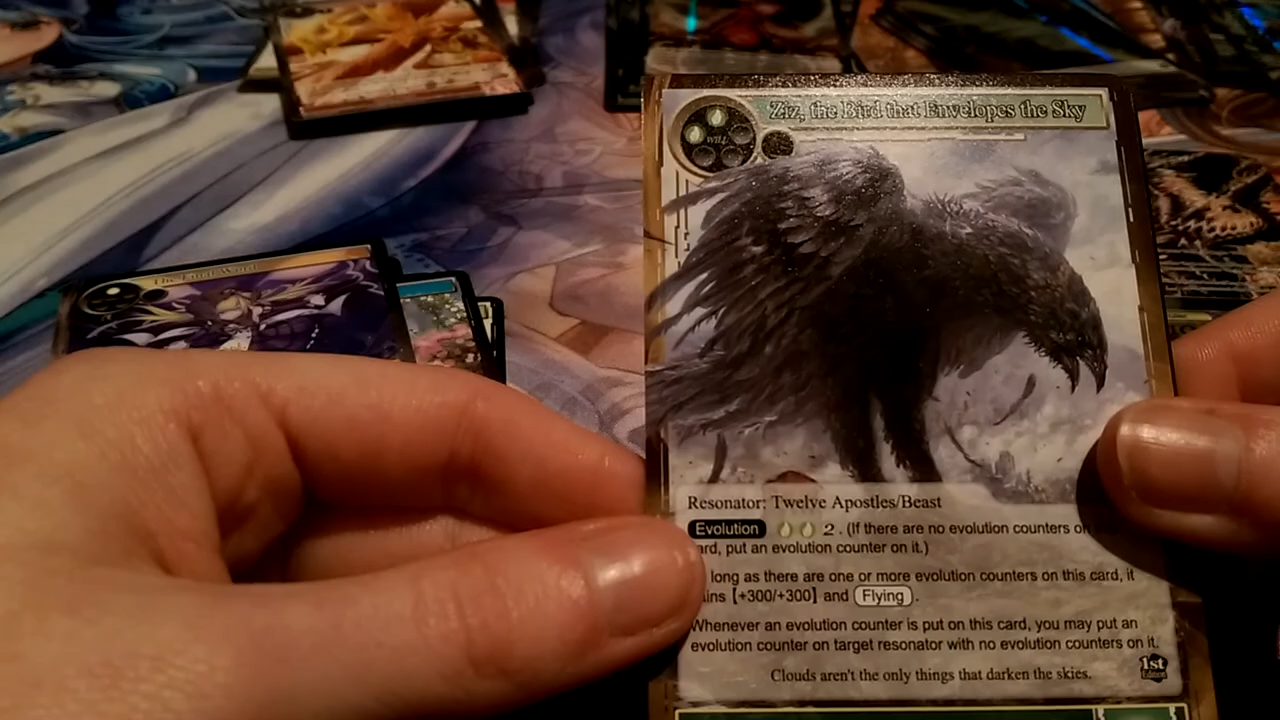 Ziz, the Bird that Envelopes the Sky
WILL
Resonator: Twelve Apostles/Beast
Evolution 2. (If there are no evolution counters on
ard, put an evolution counter on it.)
long as there are one or more evolution counters on this card, it
ains [+300/+300] and Flying.
Whenever an evolution counter is put on this card, you may put an
evolution counter on target resonator with no evolution counters on it.
Clouds aren't the only things that darken the skies.
1st
Edition